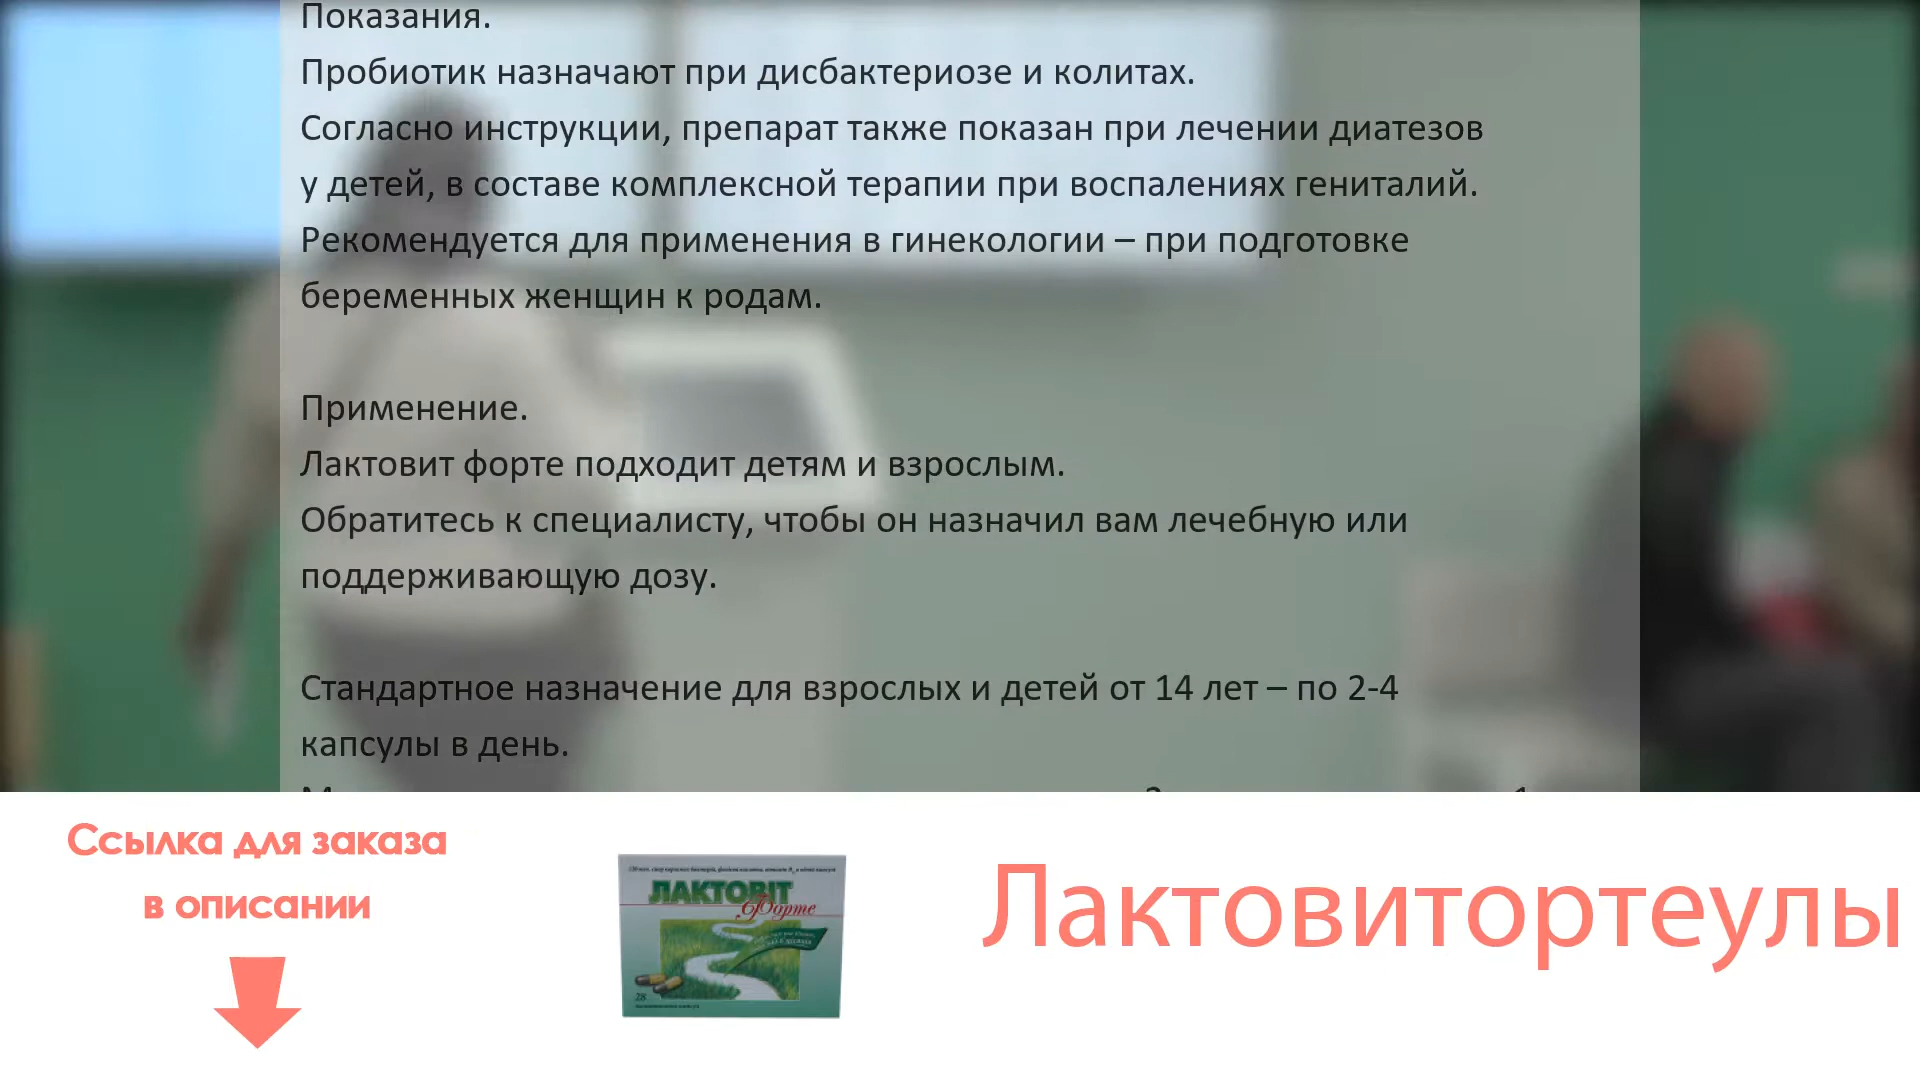 Показания.
Пробиотик назначают при дисбактериозе и колитах.
Согласно инструкции, препарат также показан при лечении диатезов
у детей, в составе комплексной терапии при воспалениях гениталий.
Рекомендуется для применения в гинекологии – при подготовке
беременных женщин к родам.
Применение.
Лактовит форте подходит детям и взрослым.
Обратитесь к специалисту, чтобы он назначил вам лечебную или
поддерживающую дозу.
Стандартное назначение для взрослых и детей от 14 лет – по 2-4
капсулы в день.
Ссылка для заказа
в описании
ЛАКТОВІТ
Форте
28
Лактовитортеулы